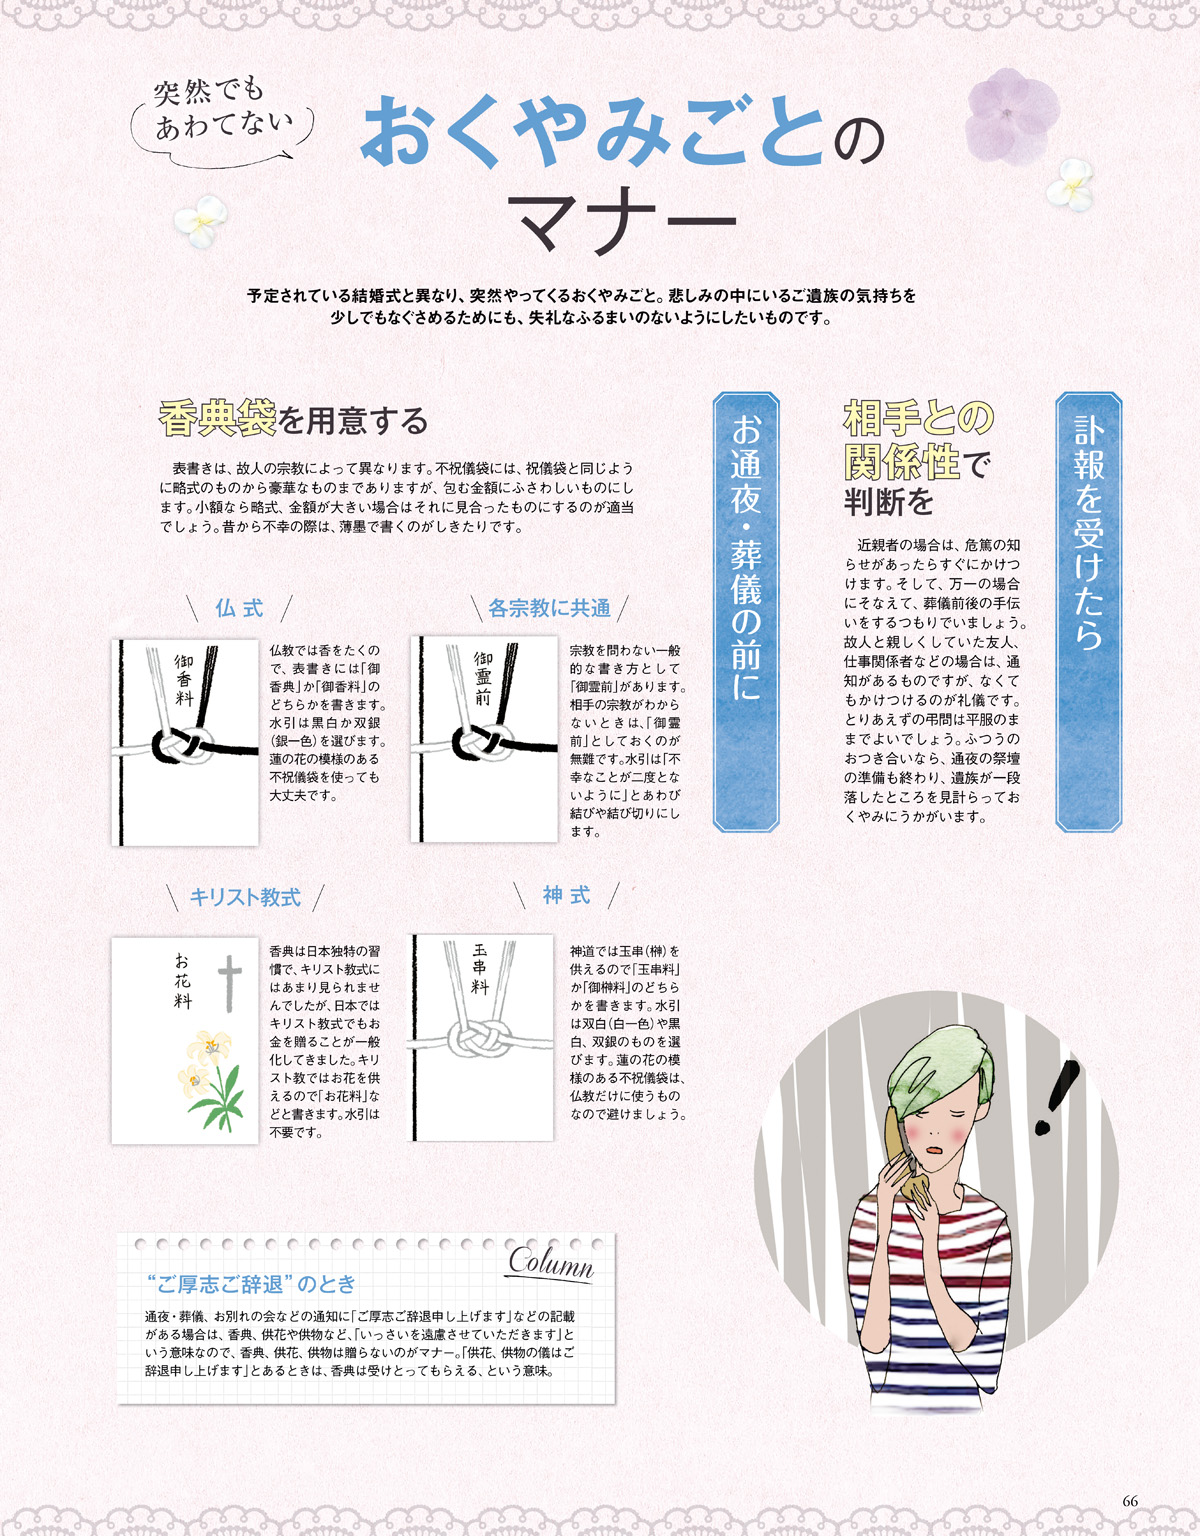 突然でも
あわてない
おくやみごとの
マナー
予定されている結婚式と異なり、突然やってくるおくやみごと。悲しみの中にいるご遺族の気持ちを
少しでもなぐさめるためにも、失礼なふるまいのないようにしたいものです。
訃報を受けたら
相手との
関係性で
判断を
近親者の場合は、危篤の知
らせがあったらすぐにかけつ
けます。そして、万一の場合
にそなえて、葬儀前後の手伝
いをするつもりでいましょう。
故人と親しくしていた友人、
仕事関係者などの場合は、通
知があるものですが、なくて
もかけつけるのが礼儀です。
とりあえずの弔問は平服のま
までよいでしょう。ふつうの
おつき合いなら、通夜の祭壇
の準備も終わり、遺族が一段
落したところを見計らってお
くやみにうかがいます。
お通夜・葬儀の前に
香典袋を用意する
表書きは、故人の宗教によって異なります。不祝儀袋には、祝儀袋と同じよう
に略式のものから豪華なものまでありますが、包む金額にふさわしいものにし
ます。小額なら略式、金額が大きい場合はそれに見合ったものにするのが適当
でしょう。昔から不幸の際は、薄墨で書くのがしきたりです。
各宗教に共通
御霊前
宗教を問わない一般
的な書き方として
「御霊前」があります。
相手の宗教がわから
ないときは、「御霊
前」としておくのが
無難です。水引は「不
幸なことが二度とな
いように」とあわび
結びや結び切りにし
ます。
仏式
御香料
仏教では香をたくの
で、表書きには「御
香典」か「御香料」の
どちらかを書きます。
水引は黒白か双銀
（銀一色）を選びます。
蓮の花の模様のある
不祝儀袋を使っても
大丈夫です。
神式
玉串料
神道では玉串（榊）を
供えるので「玉串料」
か「御榊料」のどちら
かを書きます。水引
は双白（白一色）や黒
白、双銀のものを選
びます。蓮の花の模
様のある不祝儀袋は、
仏教だけに使うもの
なので避けましょう。
キリスト教式
お花料
香典は日本独特の習
慣で、キリスト教式に
はあまり見られませ
んでしたが、日本では
キリスト教式でもお
金を贈ることが一般
化してきました。キリ
スト教ではお花を供
えるので「お花料」な
どと書きます。水引は
不要です。
Column
“ご厚志ご辞退”のとき
通夜・葬儀、お別れの会などの通知に「ご厚志ご辞退申し上げます」などの記載
がある場合は、香典、供花や供物など、「いっさいを遠慮させていただきます」と
いう意味なので、香典、供花、供物は贈らないのがマナー。「供花、供物の儀はご
辞退申し上げます」とあるときは、香典は受けとってもらえる、という意味。
!
66